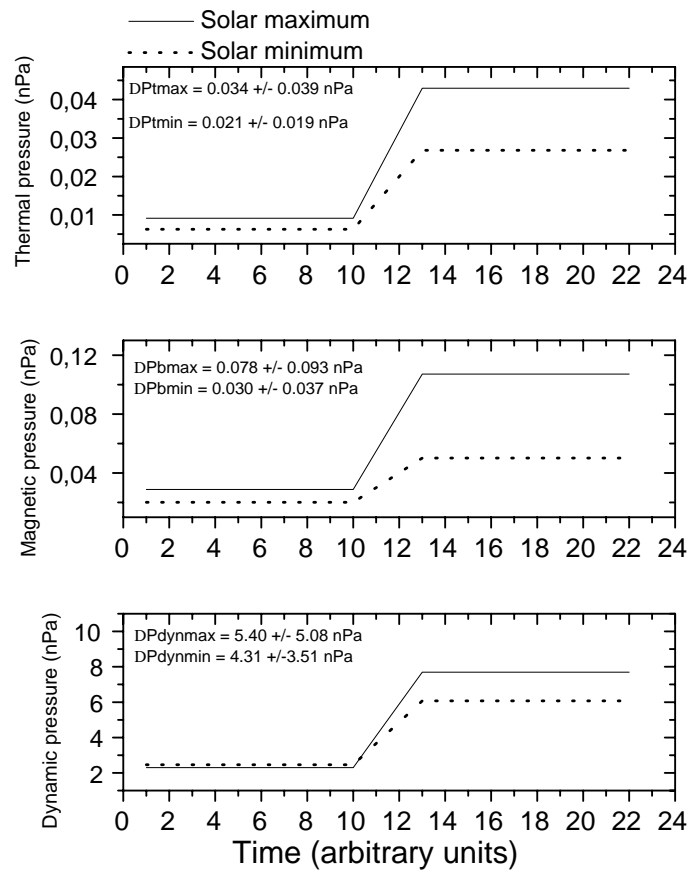 Solar maximum
Solar minimum
Thermal pressure (nPa)
0,04
0,03
0,02
0,01
DPtmax = 0.034 +/- 0.039 nPa
DPtmin = 0.021 +/- 0.019 nPa
0 2 4 6 8 10 12 14 16 18 20 22 24
Magnetic pressure (nPa)
0,12
0,08
0,04
DPbmax = 0.078 +/- 0.093 nPa
DPbmin = 0.030 +/- 0.037 nPa
0 2 4 6 8 10 12 14 16 18 20 22 24
Dynamic pressure (nPa)
10
8
6
4
2
DPdynmax = 5.40 +/- 5.08 nPa
DPdynmin = 4.31 +/-3.51 nPa
0 2 4 6 8 10 12 14 16 18 20 22 24
Time (arbitrary units)